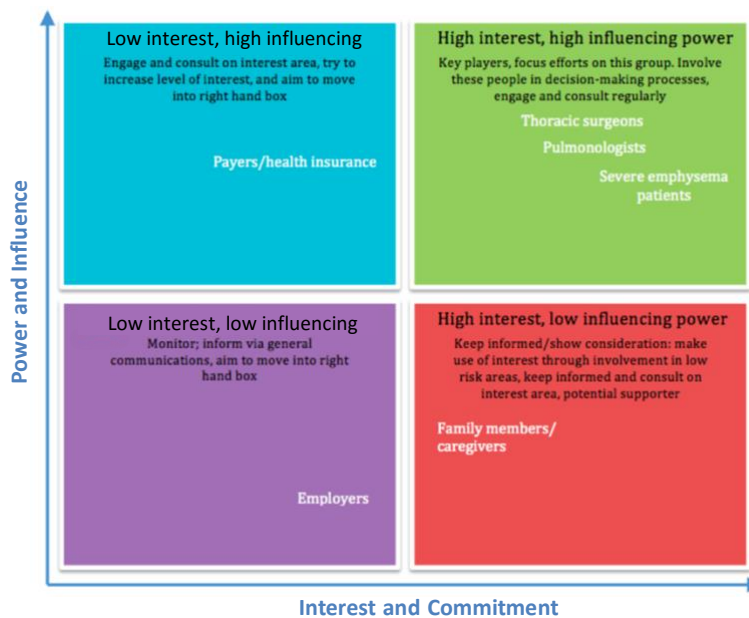 Power and Influence
Low interest, high influencing
Engage and consult on interest area, try to
increase level of interest, and aim to move
into right hand box
Payers/health insurance
High interest, high influencing power
Key players, focus efforts on this group. Involve
these people in decision-making processes,
engage and consult regularly
Thoracic surgeons
Pulmonologists
Severe emphysema
patients
Low interest, low influencing
Monitor; inform via general
communications, aim to move into right
hand box
Employers
High interest, low influencing power
Keep informed/show consideration: make
use of interest through involvement in low
risk areas, keep informed and consult on
interest area, potential supporter
Family members/
caregivers
Interest and Commitment